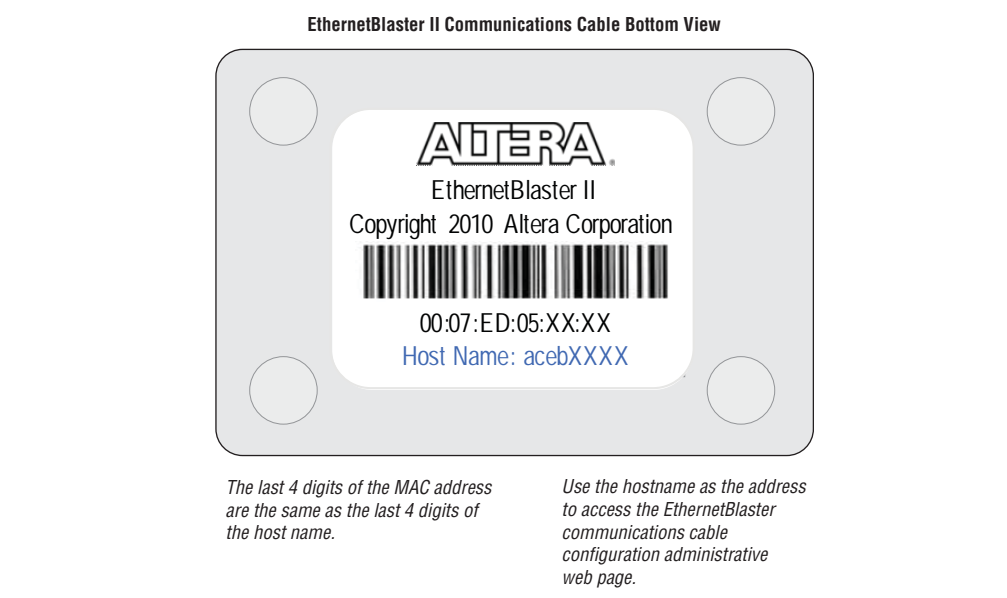 EthernetBlaster II Communications Cable Bottom View
ALTERA.
EthernetBlaster II
Copyright 2010 Altera Corporation
00:07:ED:05:XX:XX
Host Name: acebXXXX
The last 4 digits of the MAC address
are the same as the last 4 digits of
the host name.
Use the hostname as the address
to access the EthernetBlaster
communications cable
configuration administrative
web page.